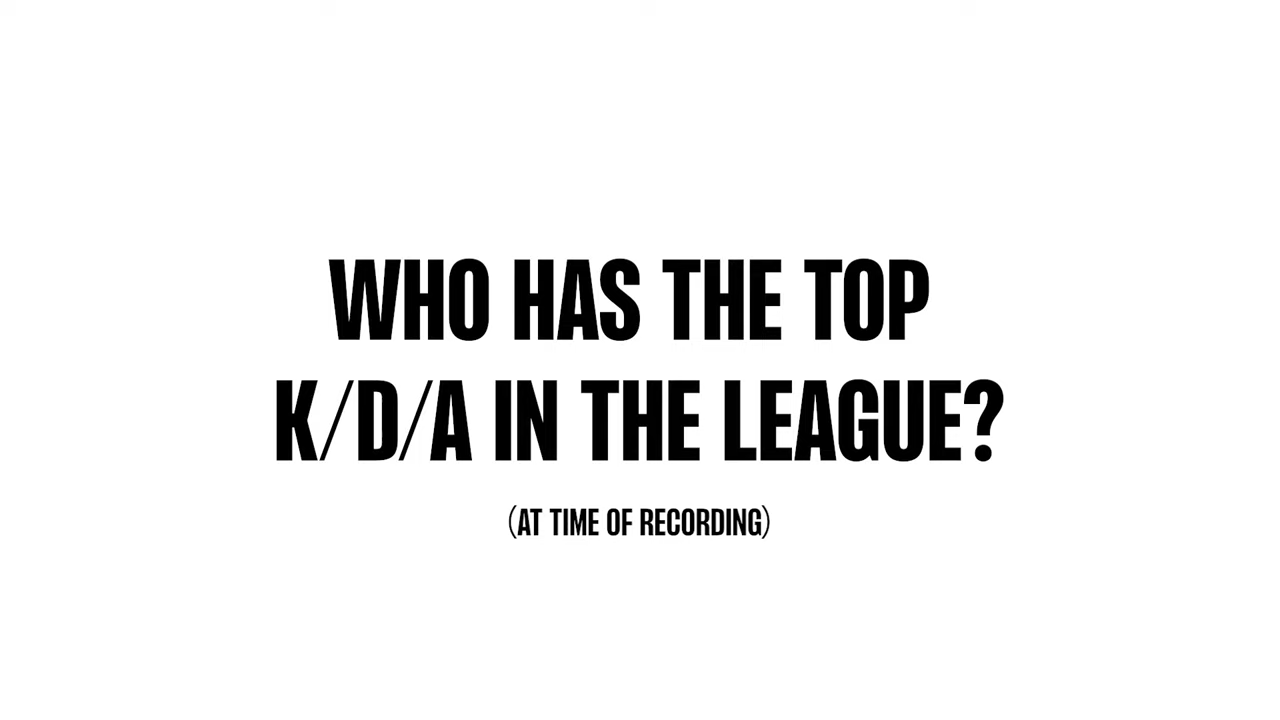 WHO HAS THE TOP
K/D/A IN THE LEAGUE?
(AT TIME OF RECORDING)